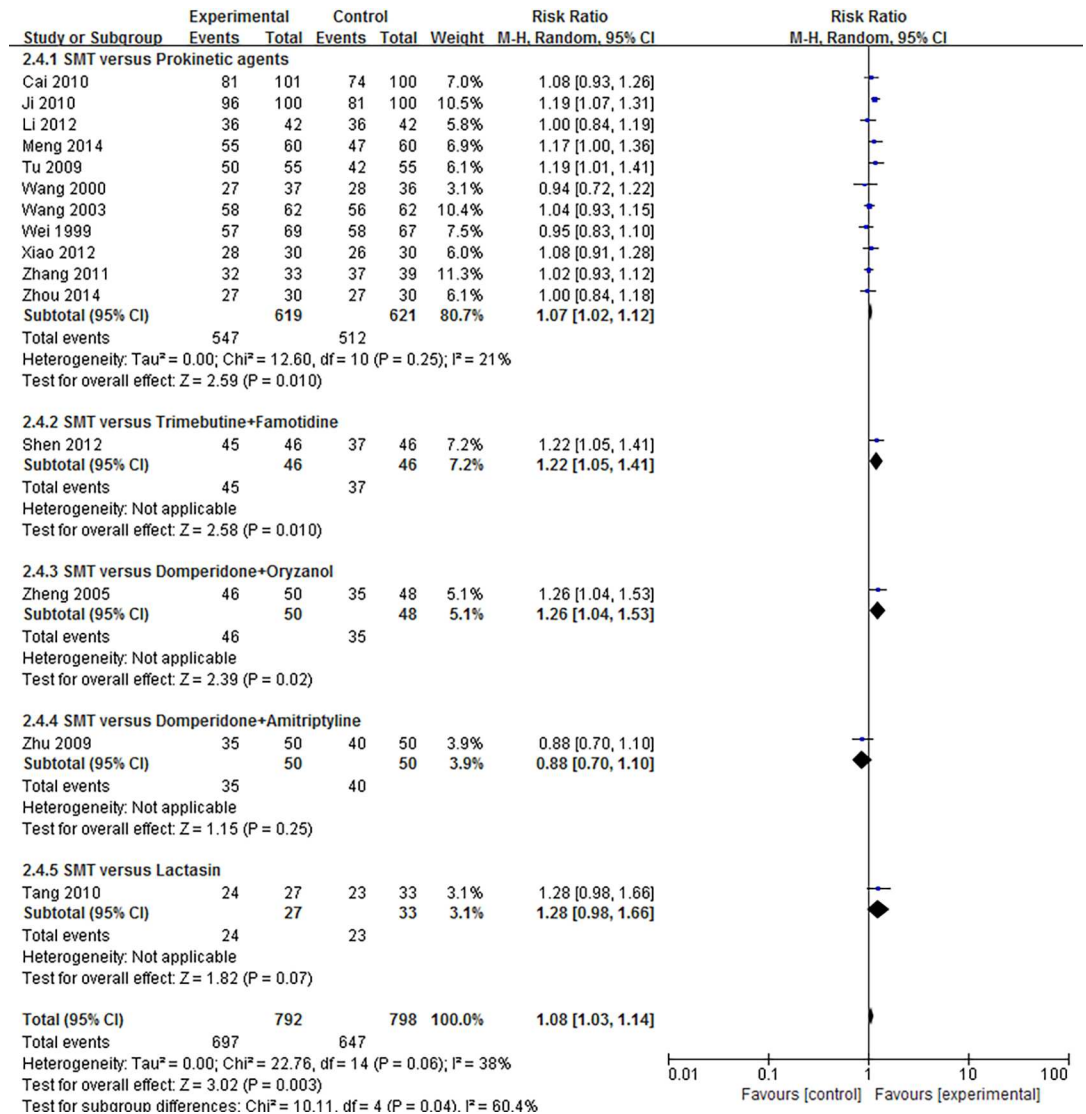 Experimental Control Risk Ratio Risk Ratio
Study or Subgroup Events Total Events Total Weight M-H, Random, 95% CI M-H, Random, 95% CI
2.4.1 SMT versus Prokinetic agents
Cai 2010 81 101 74 100 7.0% 1.08 [0.93, 1.26]
Ji 2010 96 100 81 100 10.5% 1.19 [1.07, 1.31]
Li 2012 36 42 36 42 5.8% 1.00 [0.84, 1.19]
Meng 2014 55 60 47 60 6.9% 1.17 [1.00, 1.36]
Tu 2009 50 55 42 55 6.1% 1.19 [1.01, 1.41]
Wang 2000 27 37 28 36 3.1% 0.94 [0.72, 1.22]
Wang 2003 58 62 56 62 10.4% 1.04 [0.93, 1.15]
Wei 1999 57 69 58 67 7.5% 0.95 [0.83, 1.10]
Xiao 2012 28 30 26 30 6.0% 1.08 [0.91, 1.28]
Zhang 2011 32 33 37 39 11.3% 1.02 [0.93, 1.12]
Zhou 2014 27 30 27 30 6.1% 1.00 [0.84, 1.18]
Subtotal (95% CI) 619 621 80.7% 1.07 [1.02, 1.12]
Total events 547 512
Heterogeneity: Tau² = 0.00; Chi² = 12.60, df = 10 (P = 0.25); I² = 21%
Test for overall effect: Z = 2.59 (P = 0.010)
2.4.2 SMT versus Trimebutine+Famotidine
Shen 2012 45 46 37 46 7.2% 1.22 [1.05, 1.41]
Subtotal (95% CI) 46 46 7.2% 1.22 [1.05, 1.41]
Total events 45 37
Heterogeneity: Not applicable
Test for overall effect: Z = 2.58 (P = 0.010)
2.4.3 SMT versus Domperidone+Oryzanol
Zheng 2005 46 50 35 48 5.1% 1.26 [1.04, 1.53]
Subtotal (95% CI) 50 48 5.1% 1.26 [1.04, 1.53]
Total events 46 35
Heterogeneity: Not applicable
Test for overall effect: Z = 2.39 (P = 0.02)
2.4.4 SMT versus Domperidone+Amitriptyline
Zhu 2009 35 50 40 50 3.9% 0.88 [0.70, 1.10]
Subtotal (95% CI) 50 50 3.9% 0.88 [0.70, 1.10]
Total events 35 40
Heterogeneity: Not applicable
Test for overall effect: Z = 1.15 (P = 0.25)
2.4.5 SMT versus Lactasin
Tang 2010 24 27 23 33 3.1% 1.28 [0.98, 1.66]
Subtotal (95% CI) 27 33 3.1% 1.28 [0.98, 1.66]
Total events 24 23
Heterogeneity: Not applicable
Test for overall effect: Z = 1.82 (P = 0.07)
Total (95% CI) 792 798 100.0% 1.08 [1.03, 1.14]
Total events 697 647
Heterogeneity: Tau² = 0.00; Chi² = 22.76, df = 14 (P = 0.06); I² = 38%
Test for overall effect: Z = 3.02 (P = 0.003)
Test for subgroup differences: Chi² = 10.11, df = 4 (P = 0.04), I² = 60.4%
0.01 0.1 1 10 100
Favours [control] Favours [experimental]